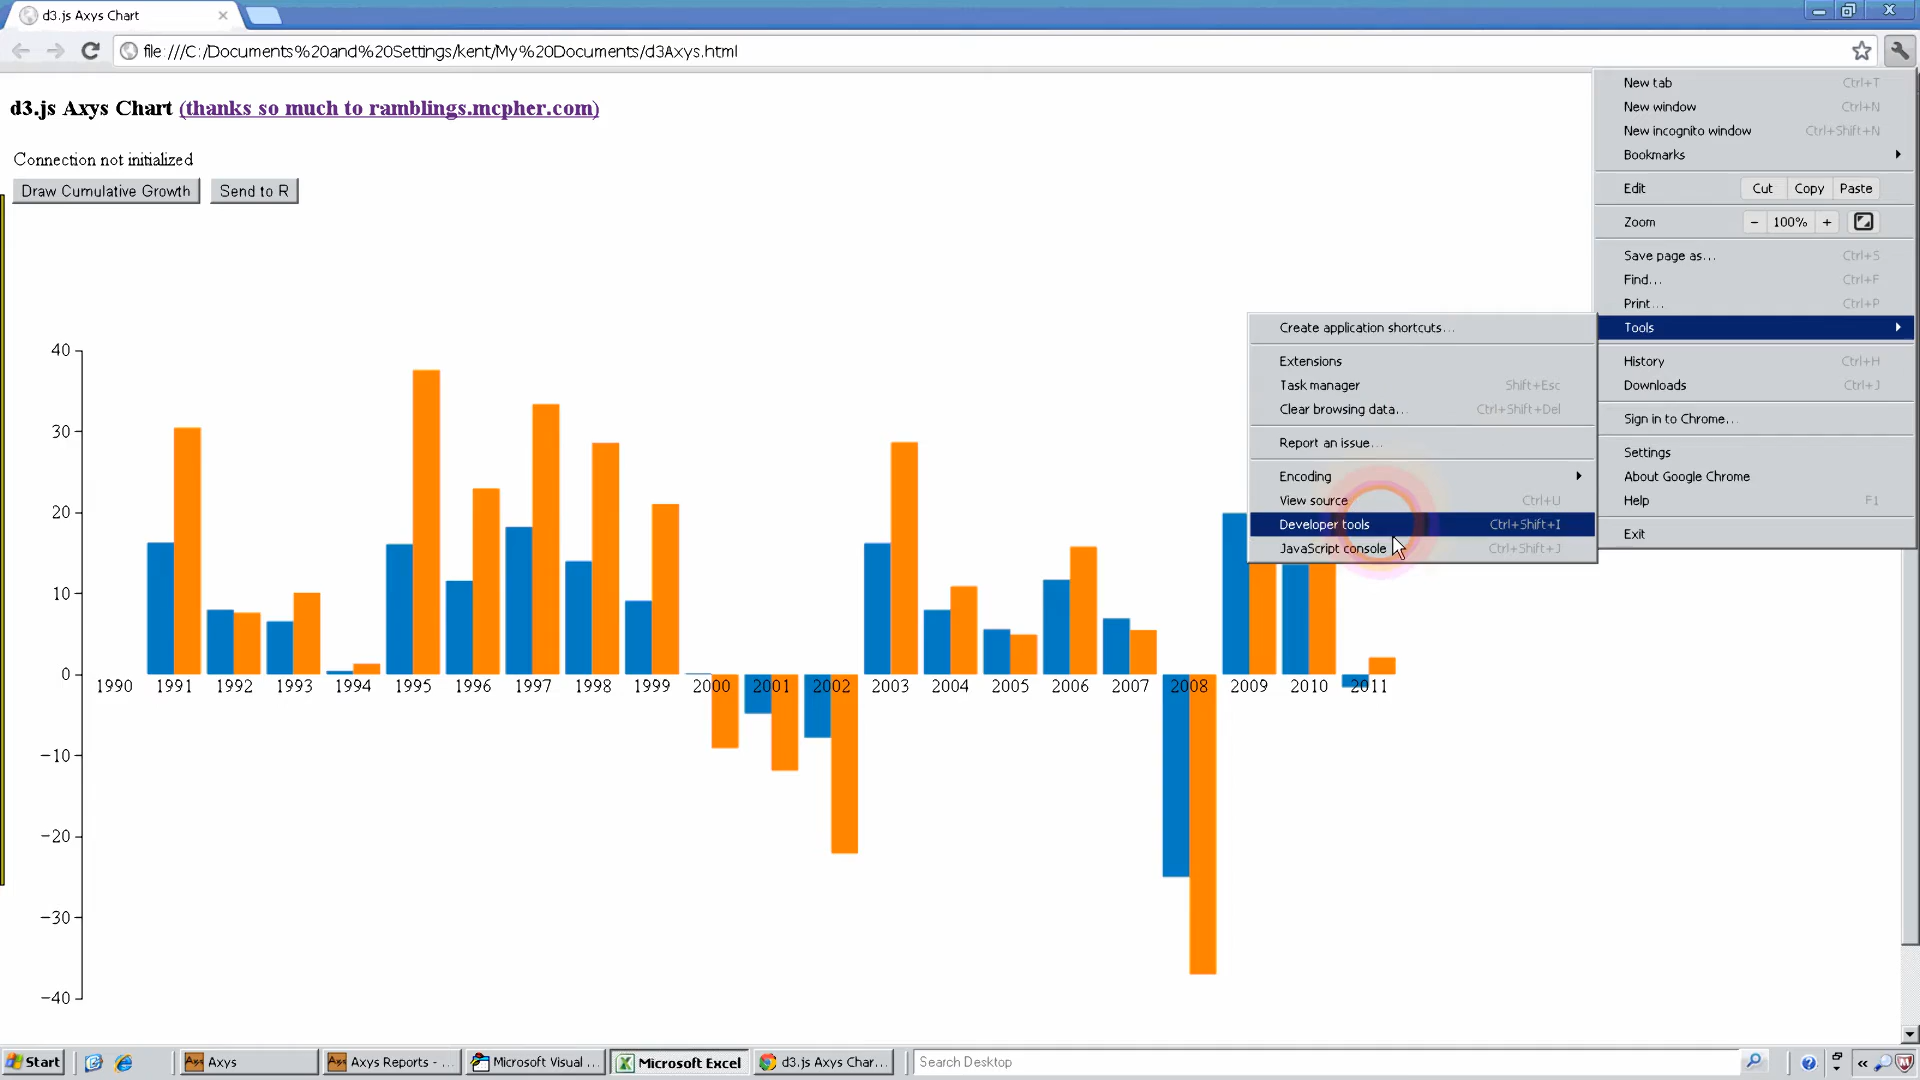 d3.js Axys Chart
file:///C:/Documents%20and%20Settings/kent/My%20Documents/d3Axys.html
d3.js Axys Chart (thanks so much to ramblings.mcpher.com)
Connection not initialized
Draw Cumulative Growth
Send to R
New tab Ctrl+T
New window Ctrl+N
New incognito window Ctrl+Shift+N
Bookmarks
Edit Cut Copy Paste
Zoom - 100% +
Save page as... Ctrl+S
Find... Ctrl+F
Print... Ctrl+P
Tools
History Ctrl+H
Downloads Ctrl+J
Sign in to Chrome...
Settings
About Google Chrome
Help F1
Exit
Create application shortcuts...
Extensions
Task manager Shift+Esc
Clear browsing data... Ctrl+Shift+Del
Report an issue...
Encoding
View source Ctrl+U
Developer tools Ctrl+Shift+I
JavaScript console Ctrl+Shift+J
40
30
20
10
0
−10
−20
−30
−40
1990 1991 1992 1993 1994 1995 1996 1997 1998 1999 2000 2001 2002 2003 2004 2005 2006 2007 2008 2009 2010 2011
Start
Axys
Axys Reports - ...
Microsoft Visual ...
Microsoft Excel
d3.js Axys Char...
Search Desktop